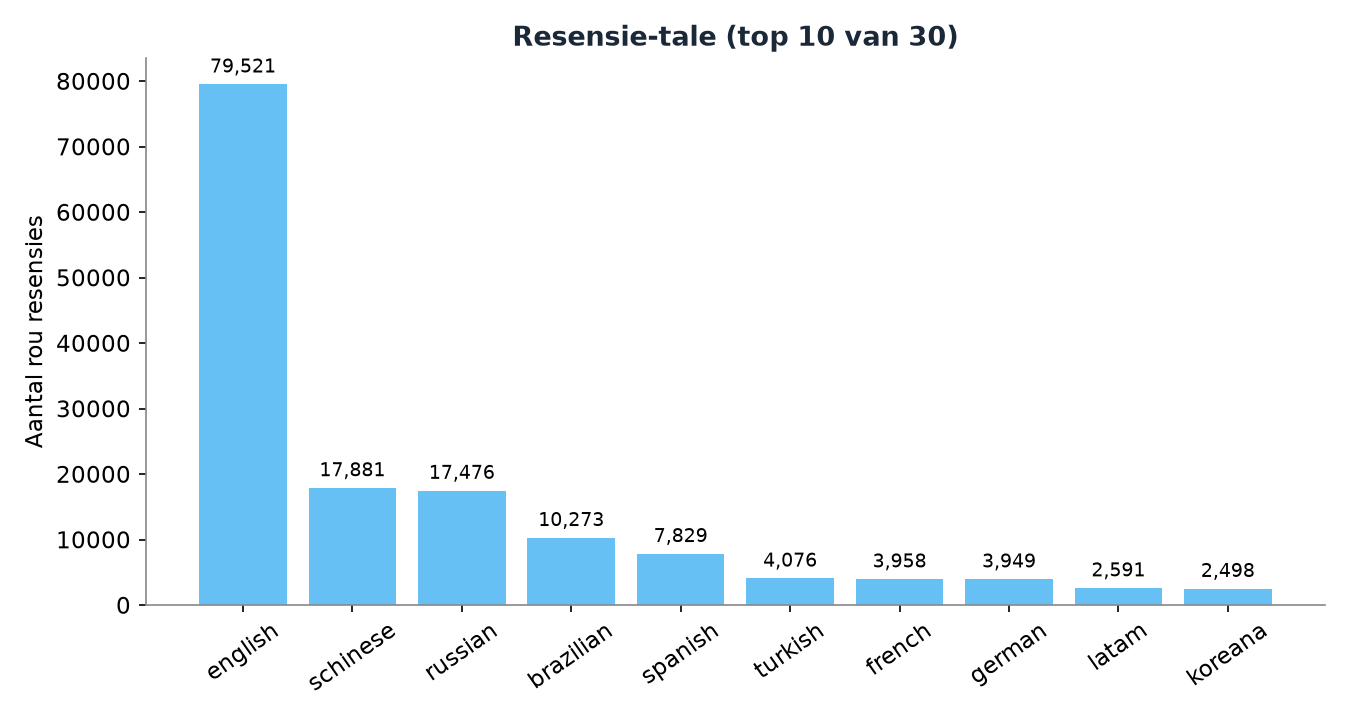 Resensie-tale (top 10 van 30)
Aantal rou resensies
80000
70000
60000
50000
40000
30000
20000
10000
0
79,521
17,881
17,476
10,273
7,829
4,076
3,958
3,949
2,591
2,498
english
schinese
russian
brazilian
spanish
turkish
french
german
latam
koreana